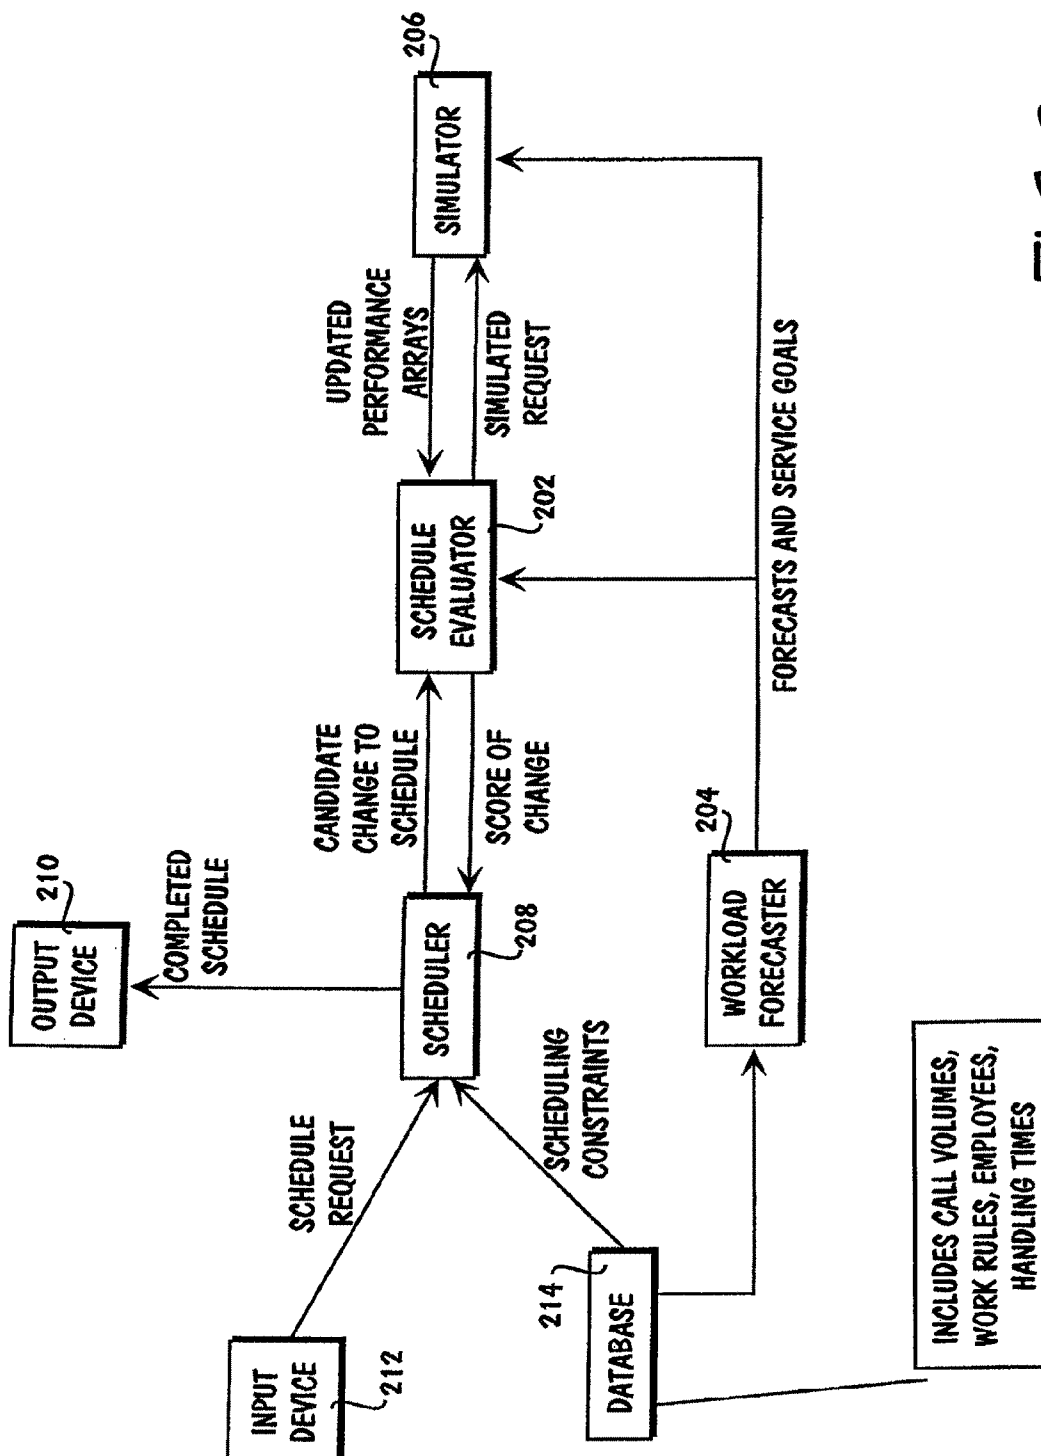 OUTPUT
DEVICE
210
COMPLETED
SCHEDULE
INPUT
DEVICE
212
SCHEDULE
REQUEST
SCHEDULER
208
CANDIDATE
CHANGE TO
SCHEDULE
SCORE OF
CHANGE
SCHEDULE
EVALUATOR
202
UPDATED
PERFORMANCE
ARRAYS
SIMULATED
REQUEST
SIMULATOR
206
DATABASE
214
SCHEDULING
CONSTRAINTS
WORKLOAD
FORECASTER
204
FORECASTS AND SERVICE GOALS
INCLUDES CALL VOLUMES,
WORK RULES, EMPLOYEES,
HANDLING TIMES